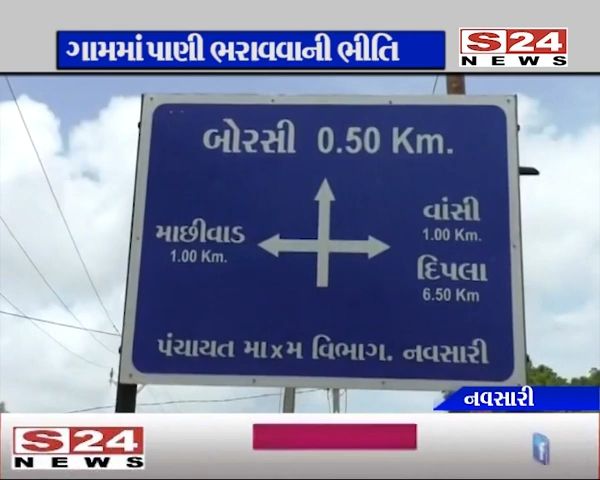 ગામમાં પાણી ભરાવવાની ભીતિ
S24
NEWS
બોરસી 0.50 Km.
માછીવાડ
1.00 Km.
વાંસી
1.00 Km.
દિપલા
6.50 Km
પંચાયત માxમ વિભાગ. નવસારી
નવસારી
S24
NEWS
f